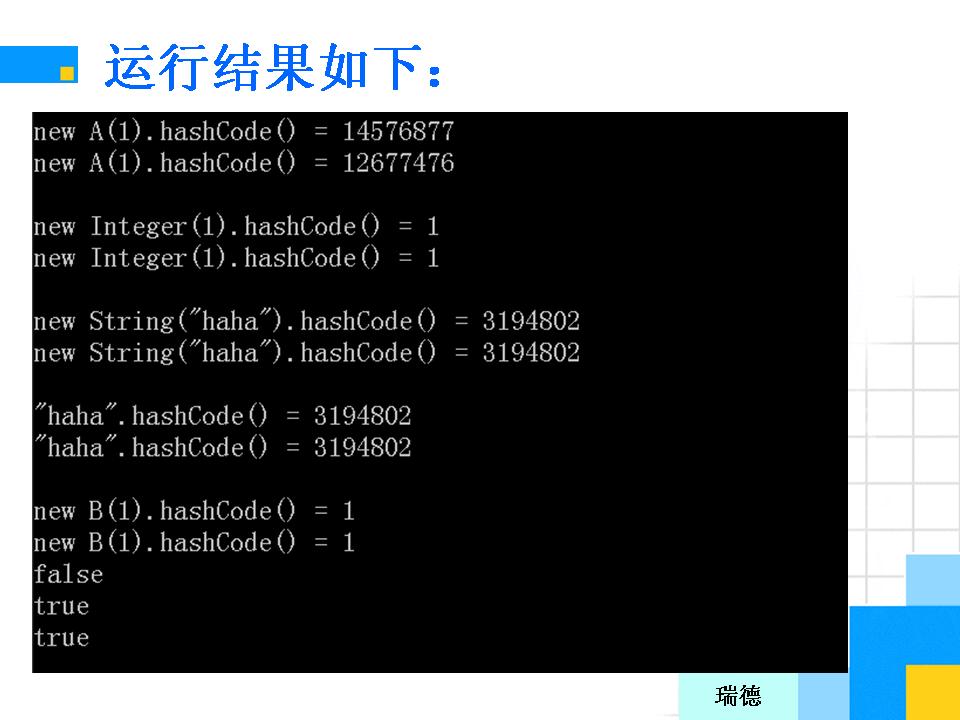 运行结果如下：
new A(1).hashCode() = 14576877
new A(1).hashCode() = 12677476
new Integer(1).hashCode() = 1
new Integer(1).hashCode() = 1
new String("haha").hashCode() = 3194802
new String("haha").hashCode() = 3194802
"haha".hashCode() = 3194802
"haha".hashCode() = 3194802
new B(1).hashCode() = 1
new B(1).hashCode() = 1
false
true
true
瑞德